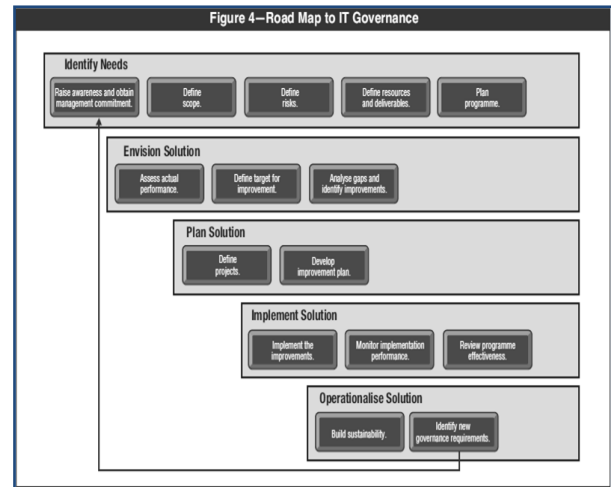 Figure 4—Road Map to IT Governance
Identify Needs
Raise awareness and obtain
management commitment.
Define
scope.
Define
risks.
Define resources
and deliverables.
Plan
programme.
Envision Solution
Assess actual
performance.
Define target for
improvement.
Analyse gaps and
identify improvements.
Plan Solution
Define
projects.
Develop
improvement plan.
Implement Solution
Implement the
improvements.
Monitor implementation
performance.
Review programme
effectiveness.
Operationalise Solution
Build sustainability.
Identify new
governance requirements.